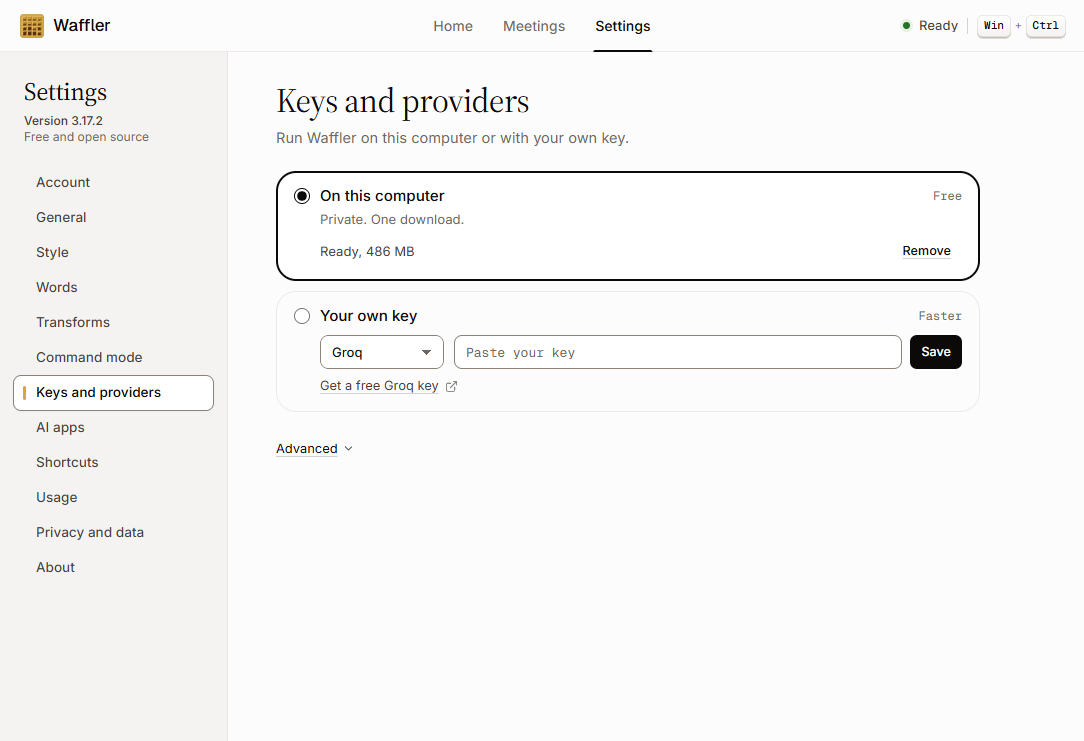 Waffler
Home Meetings Settings
Ready Win + Ctrl
Settings
Version 3.17.2
Free and open source
Account
General
Style
Words
Transforms
Command mode
Keys and providers
AI apps
Shortcuts
Usage
Privacy and data
About
Keys and providers
Run Waffler on this computer or with your own key.
On this computer Free
Private. One download.
Ready, 486 MB Remove
Your own key Faster
Groq Paste your key Save
Get a free Groq key
Advanced